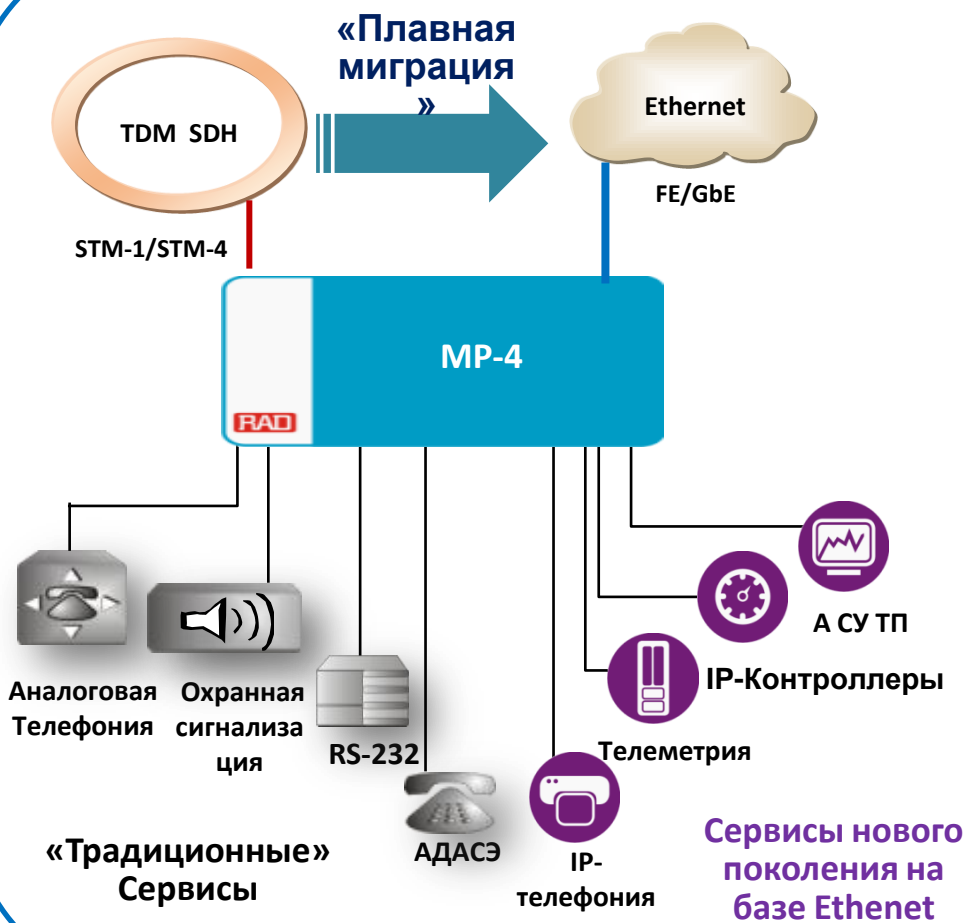 «Плавная
миграция
»
TDM SDH
Ethernet
FE/GbE
STM-1/STM-4
MP-4
RAD
А СУ ТП
IP-Контроллеры
Аналоговая
Телефония
Охранная
сигнализа
ция
RS-232
Телеметрия
АДАСЭ
IP-
телефония
«Традиционные»
Сервисы
Сервисы нового
поколения на
базе Ethenet